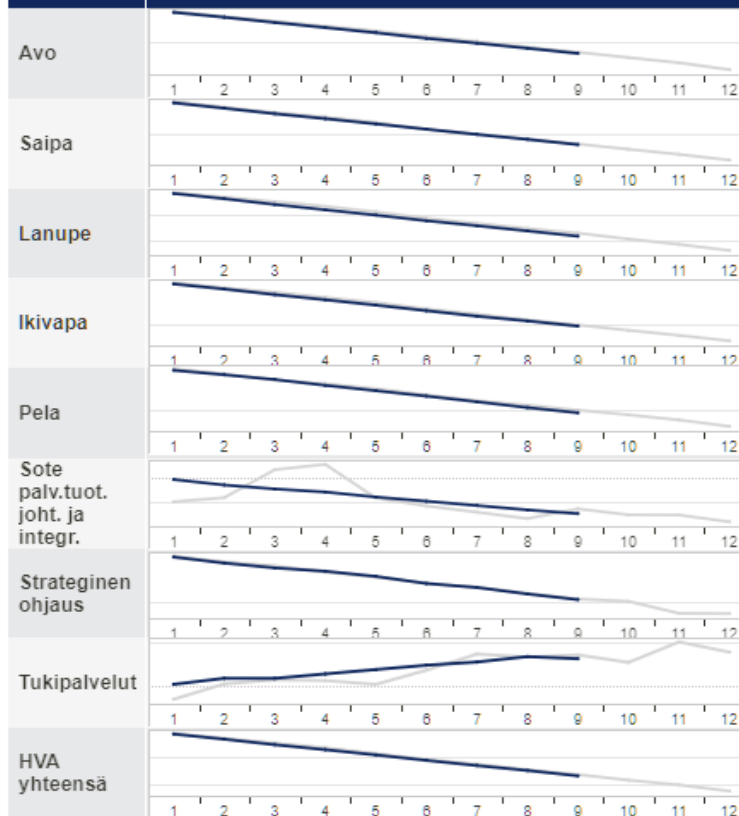 Avo
1 2 3 4 5 6 7 8 9 10 11 12
Saipa
1 2 3 4 5 6 7 8 9 10 11 12
Lanupe
1 2 3 4 5 6 7 8 9 10 11 12
Ikivapa
1 2 3 4 5 6 7 8 9 10 11 12
Pela
1 2 3 4 5 6 7 8 9 10 11 12
Sote
palv.tuot.
joht. ja
integr.
1 2 3 4 5 6 7 8 9 10 11 12
Strateginen
ohjaus
1 2 3 4 5 6 7 8 9 10 11 12
Tukipalvelut
1 2 3 4 5 6 7 8 9 10 11 12
HVA
yhteensä
1 2 3 4 5 6 7 8 9 10 11 12